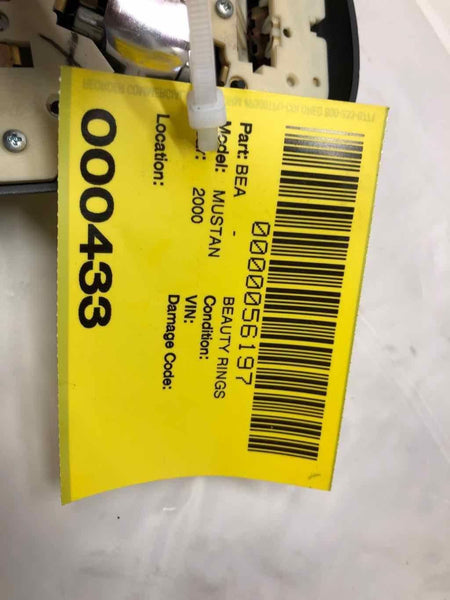 0000056197
Part: BEA - BEAUTY RINGS
Model: MUSTAN Condition:
2000 VIN:
Location: Damage Code:
000433